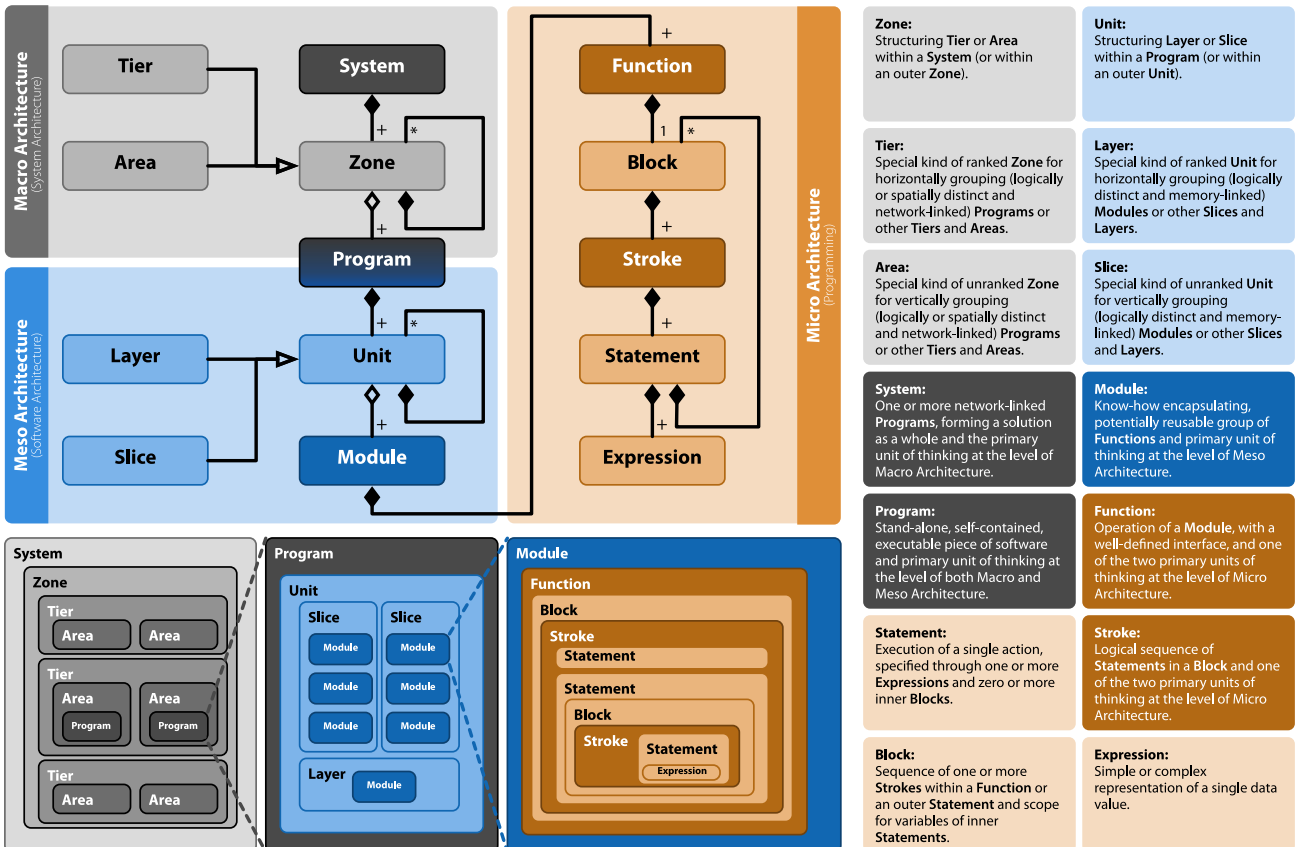 Macro Architecture
(System Architecture)
Tier
System
+
*
Area
Zone
+
Program
Meso Architecture
(Software Architecture)
+
*
Layer
Unit
+
Slice
Module
+
Function
1
*
Block
+
Stroke
+
Statement
+
Expression
Micro Architecture
(Programming)
System
Zone
Tier
Area
Area
Tier
Area
Area
Program
Program
Tier
Area
Area
Program
Unit
Slice
Slice
Module
Module
Module
Module
Module
Module
Layer
Module
Module
Function
Block
Stroke
Statement
Statement
Block
Stroke
Statement
Expression
Zone:
Structuring Tier or Area
within a System (or within
an outer Zone).
Unit:
Structuring Layer or Slice
within a Program (or within
an outer Unit).
Tier:
Special kind of ranked Zone for
horizontally grouping (logically
or spatially distinct and
network-linked) Programs or
other Tiers and Areas.
Layer:
Special kind of ranked Unit for
horizontally grouping (logically
distinct and memory-linked)
Modules or other Slices and
Layers.
Area:
Special kind of unranked Zone
for vertically grouping
(logically or spatially distinct
and network-linked) Programs
or other Tiers and Areas.
Slice:
Special kind of unranked Unit
for vertically grouping
(logically distinct and memory-
linked) Modules or other Slices
and Layers.
System:
One or more network-linked
Programs, forming a solution
as a whole and the primary
unit of thinking at the level of
Macro Architecture.
Module:
Know-how encapsulating,
potentially reusable group of
Functions and primary unit of
thinking at the level of Meso
Architecture.
Program:
Stand-alone, self-contained,
executable piece of software
and primary unit of thinking at
the level of both Macro and
Meso Architecture.
Function:
Operation of a Module, with a
well-defined interface, and one
of the two primary units of
thinking at the level of Micro
Architecture.
Statement:
Execution of a single action,
specified through one or more
Expressions and zero or more
inner Blocks.
Stroke:
Logical sequence of
Statements in a Block and one
of the two primary units of
thinking at the level of Micro
Architecture.
Block:
Sequence of one or more
Strokes within a Function or
an outer Statement and scope
for variables of inner
Statements.
Expression:
Simple or complex
representation of a single data
value.